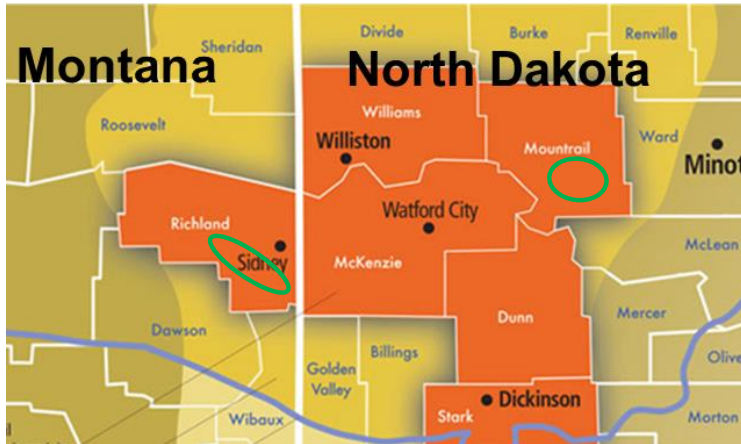 Sheridan
Divide
Burke
Renville
Montana
North Dakota
Williams
Roosevelt
Williston
Mountrail
Ward
Minot
Richland
Watford City
Sidney
McKenzie
McLean
Dunn
Mercer
Dawson
Golden
Valley
Billings
Olive
Dickinson
Wibaux
Stark
Morton